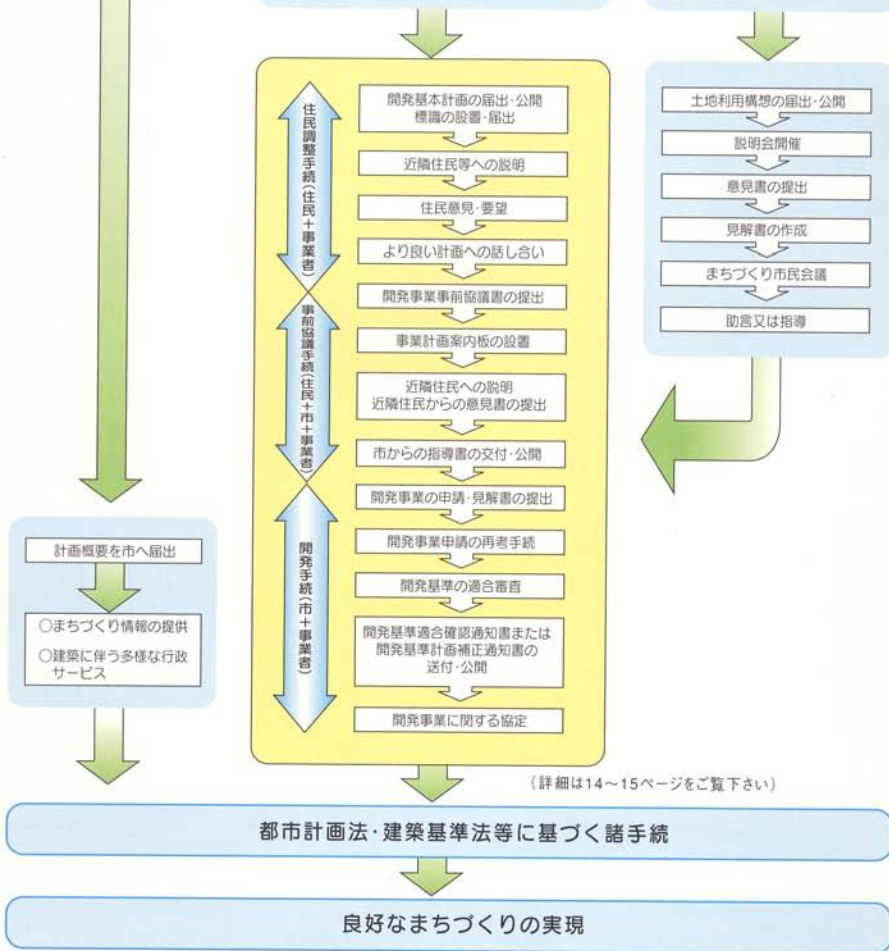 住民調整手続(住民＋事業者)
開発基本計画の届出･公開
標識の設置･届出
近隣住民等への説明
住民意見･要望
より良い計画への話し合い
事前協議手続(住民＋市＋事業者)
開発事業事前協議書の提出
事業計画案内板の設置
近隣住民への説明
近隣住民からの意見書の提出
市からの指導書の交付･公開
開発手続(市＋事業者)
開発事業の申請･見解書の提出
開発事業申請の再考手続
開発基準の適合審査
開発基準適合確認通知書または
開発基準計画補正通知書の
送付･公開
開発事業に関する協定
土地利用構想の届出･公開
説明会開催
意見書の提出
見解書の作成
まちづくり市民会議
助言又は指導
計画概要を市へ届出
○まちづくり情報の提供
○建築に伴う多様な行政
サービス
(詳細は14～15ページをご覧下さい)
都市計画法･建築基準法等に基づく諸手続
良好なまちづくりの実現